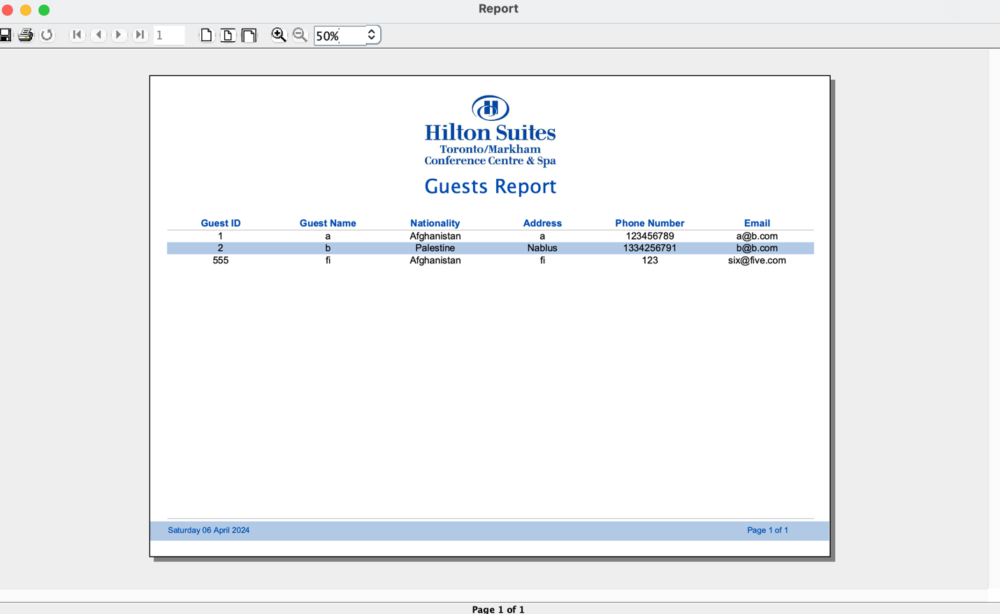 Report
1
50%
Hilton Suites
Toronto/Markham
Conference Centre & Spa
Guests Report
Guest ID Guest Name Nationality Address Phone Number Email
1 a Afghanistan a 123456789 a@b.com
2 b Palestine Nablus 1334256791 b@b.com
555 fi Afghanistan fi 123 six@five.com
Saturday 06 April 2024 Page 1 of 1
Page 1 of 1